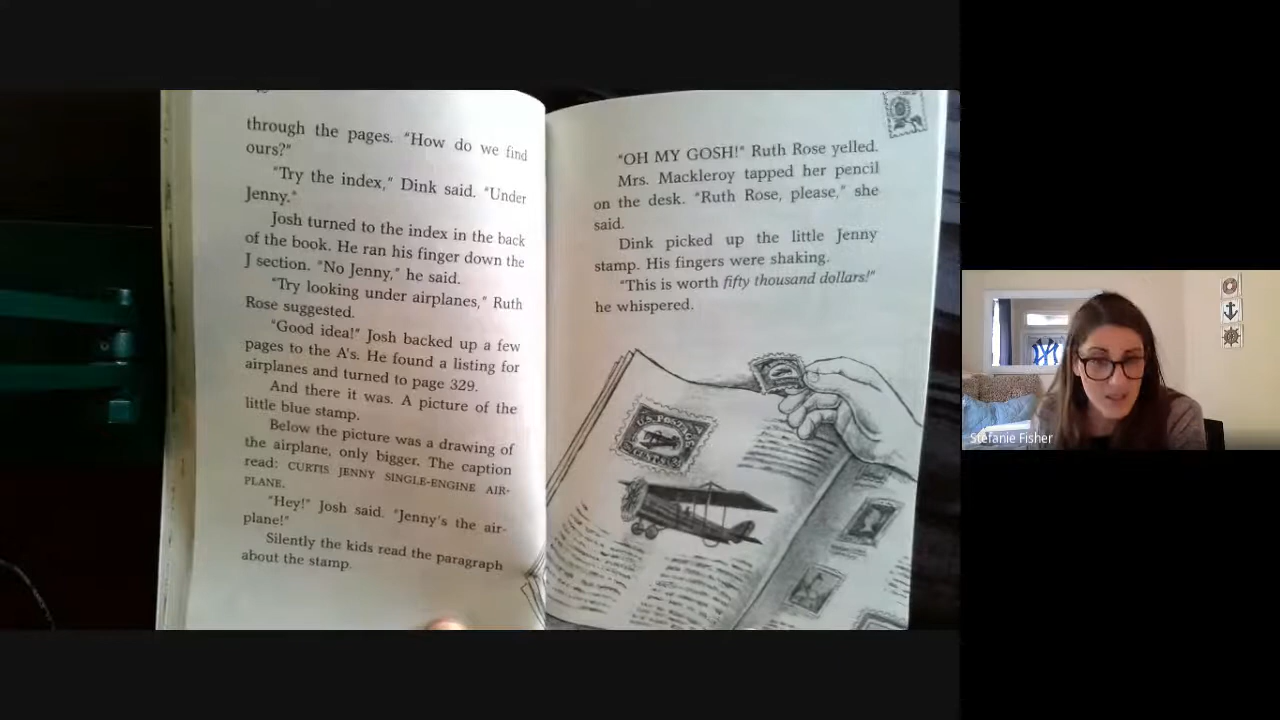 through the pages. "How do we find
ours?"
"Try the index," Dink said. "Under
Jenny."
Josh turned to the index in the back
of the book. He ran his finger down the
J section. "No Jenny," he said.
"Try looking under airplanes," Ruth
Rose suggested.
"Good idea!" Josh backed up a few
pages to the A's. He found a listing for
airplanes and turned to page 329.
And there it was. A picture of the
little blue stamp.
Below the picture was a drawing of
the airplane, only bigger. The caption
read: CURTIS JENNY SINGLE-ENGINE AIR-
PLANE.
"Hey!" Josh said. "Jenny's the air-
plane!"
Silently the kids read the paragraph
about the stamp.
"OH MY GOSH!" Ruth Rose yelled.
Mrs. Mackleroy tapped her pencil
on the desk. "Ruth Rose, please," she
said.
Dink picked up the little Jenny
stamp. His fingers were shaking.
"This is worth fifty thousand dollars!"
he whispered.
U.S. POSTAGE
Stefanie Fisher